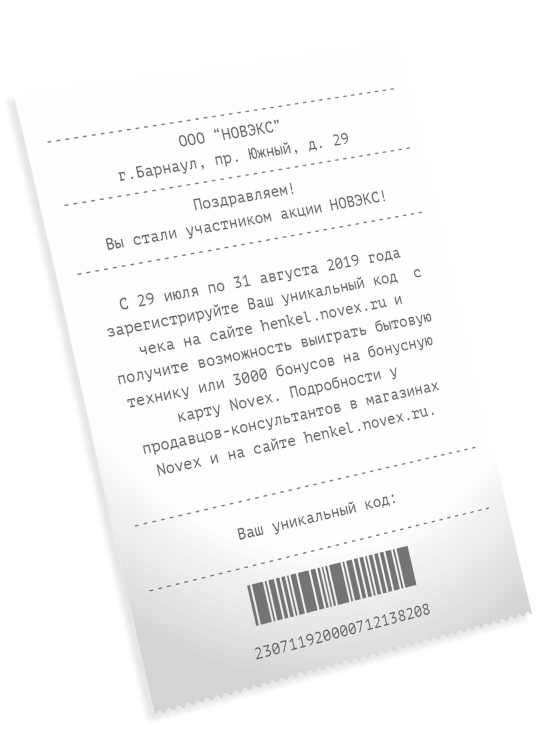 ООО “НОВЭКС”
г.Барнаул, пр. Южный, д. 29
Поздравляем!
Вы стали участником акции НОВЭКС!
С 29 июля по 31 августа 2019 года
зарегистрируйте Ваш уникальный код с
чека на сайте henkel.novex.ru и
получите возможность выиграть бытовую
технику или 3000 бонусов на бонусную
карту Novex. Подробности у
продавцов-консультантов в магазинах
Novex и на сайте henkel.novex.ru.
Ваш уникальный код:
230711920000712138208